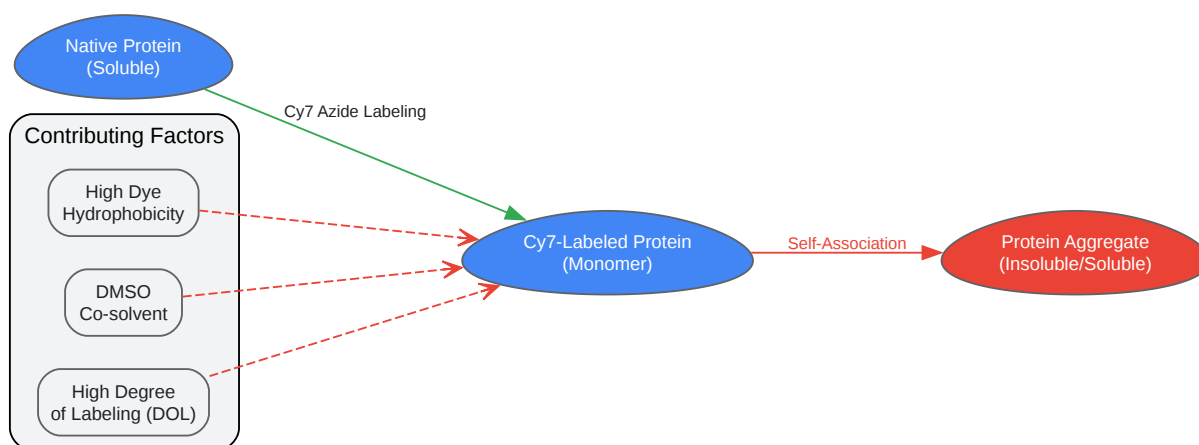 Native Protein
(Soluble)
Cy7 Azide Labeling
Contributing Factors
High Dye
Hydrophobicity
DMSO
Co-solvent
High Degree
of Labeling (DOL)
Cy7-Labeled Protein
(Monomer)
Self-Association
Protein Aggregate
(Insoluble/Soluble)